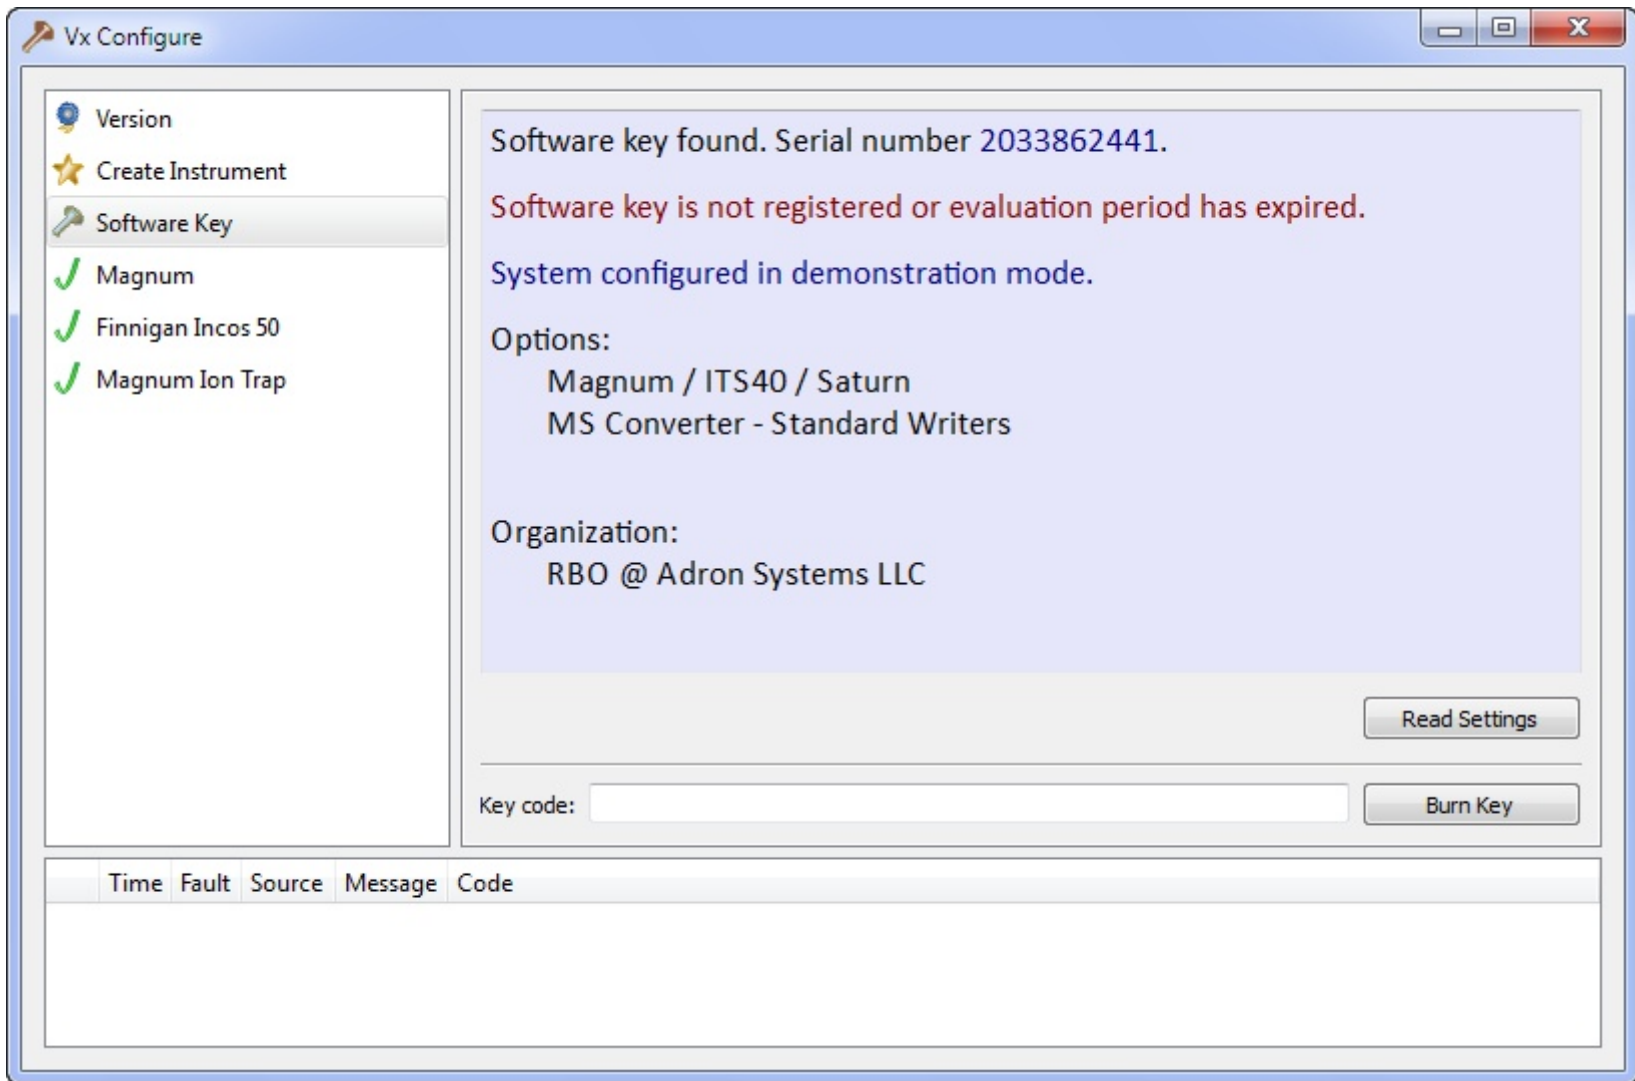 Vx Configure
Version
Create Instrument
Software Key
Magnum
Finnigan Incos 50
Magnum Ion Trap
Software key found. Serial number 2033862441.
Software key is not registered or evaluation period has expired.
System configured in demonstration mode.
Options:
Magnum / ITS40 / Saturn
MS Converter - Standard Writers
Organization:
RBO @ Adron Systems LLC
Read Settings
Key code:
Burn Key
Time Fault Source Message Code